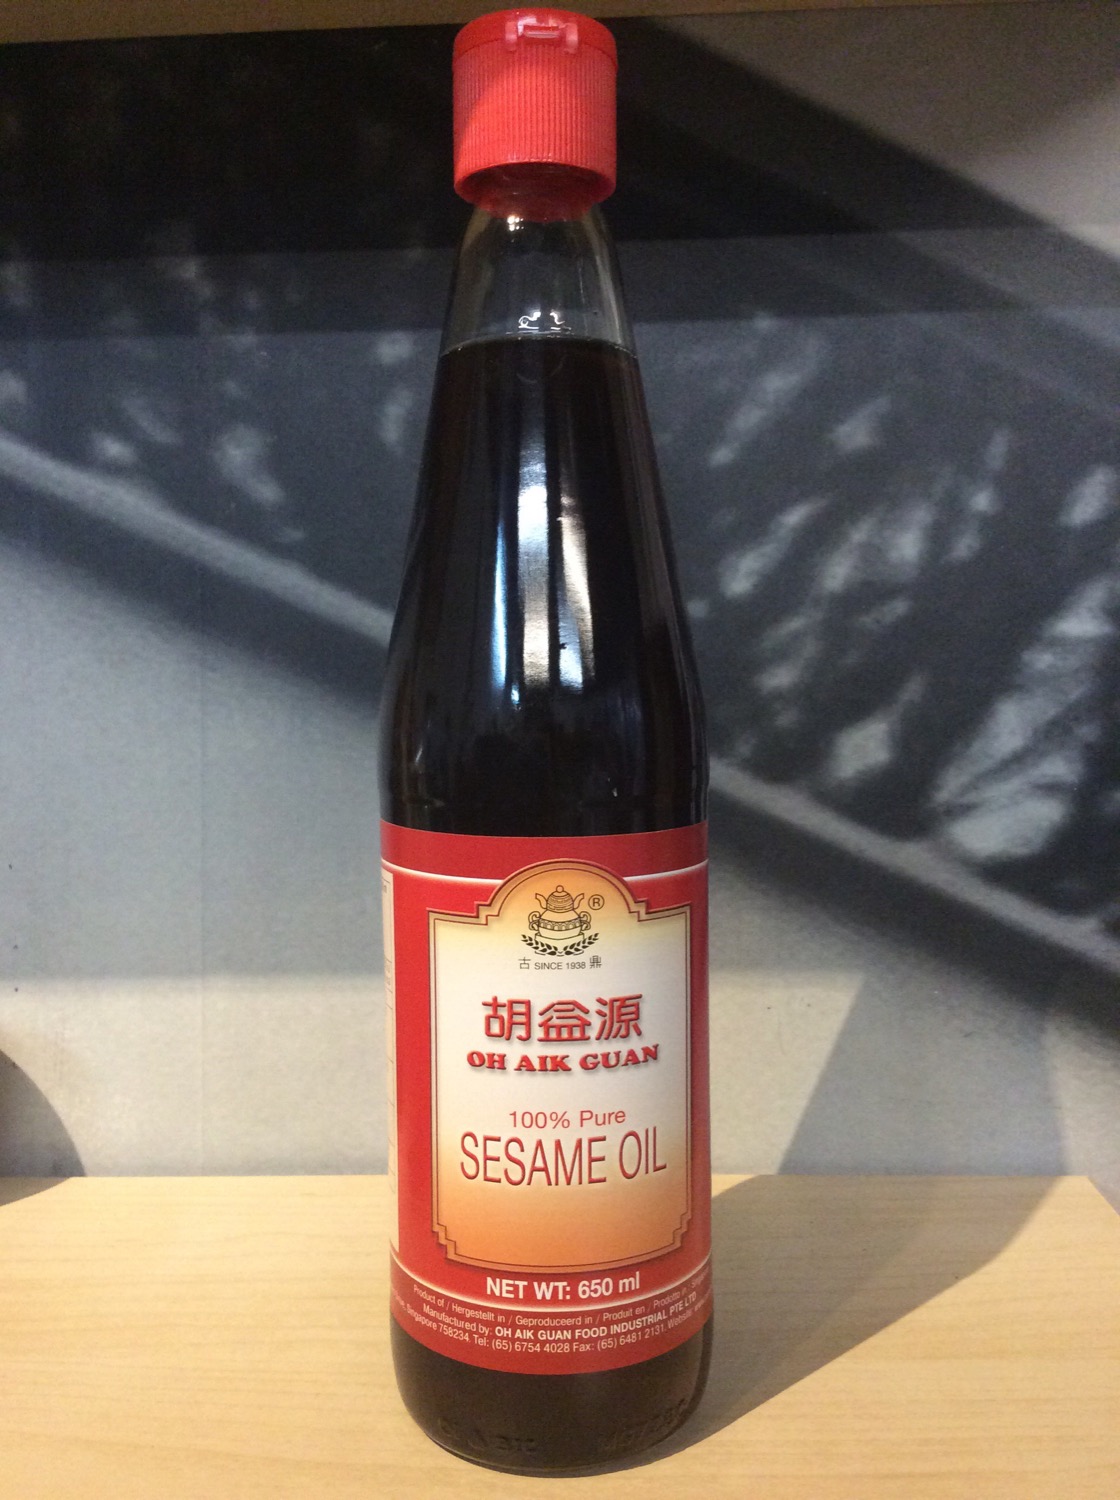 ®
古 SINCE 1938 鼎
胡益源
OH AIK GUAN
100% Pure
SESAME OIL
NET WT: 650 ml
Product of / Hergestellt in / Geproduceerd in / Produit en / Prodotto in :
Manufactured by: OH AIK GUAN FOOD INDUSTRIAL PTE LTD
Singapore 758234. Tel: (65) 6754 4028 Fax: (65) 6481 2131. Website: